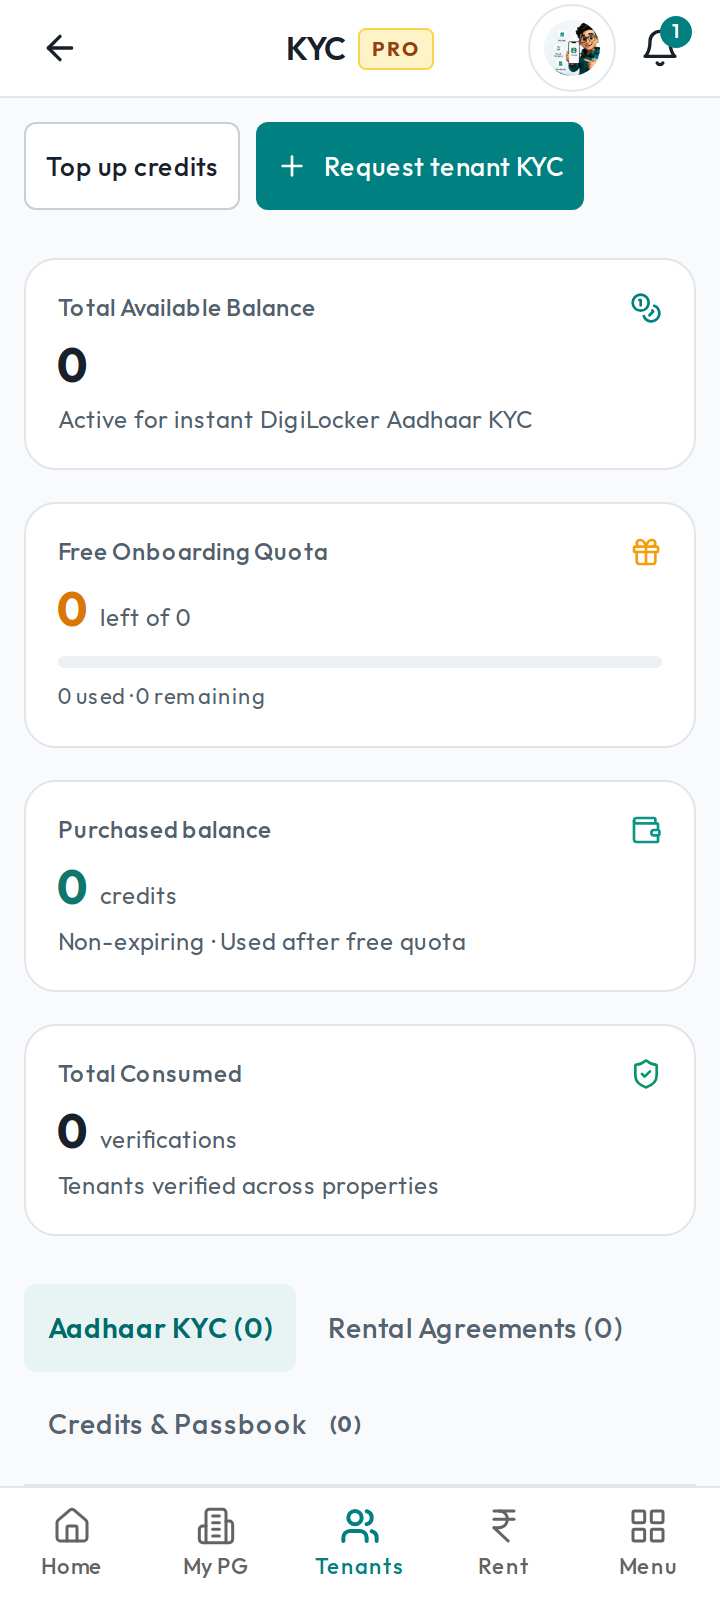 KYC PRO
1
Top up credits
Request tenant KYC
Total Available Balance
0
Active for instant DigiLocker Aadhaar KYC
Free Onboarding Quota
0 left of 0
0 used · 0 remaining
Purchased balance
0 credits
Non-expiring · Used after free quota
Total Consumed
0 verifications
Tenants verified across properties
Aadhaar KYC (0)
Rental Agreements (0)
Credits & Passbook (0)
Home
My PG
Tenants
Rent
Menu